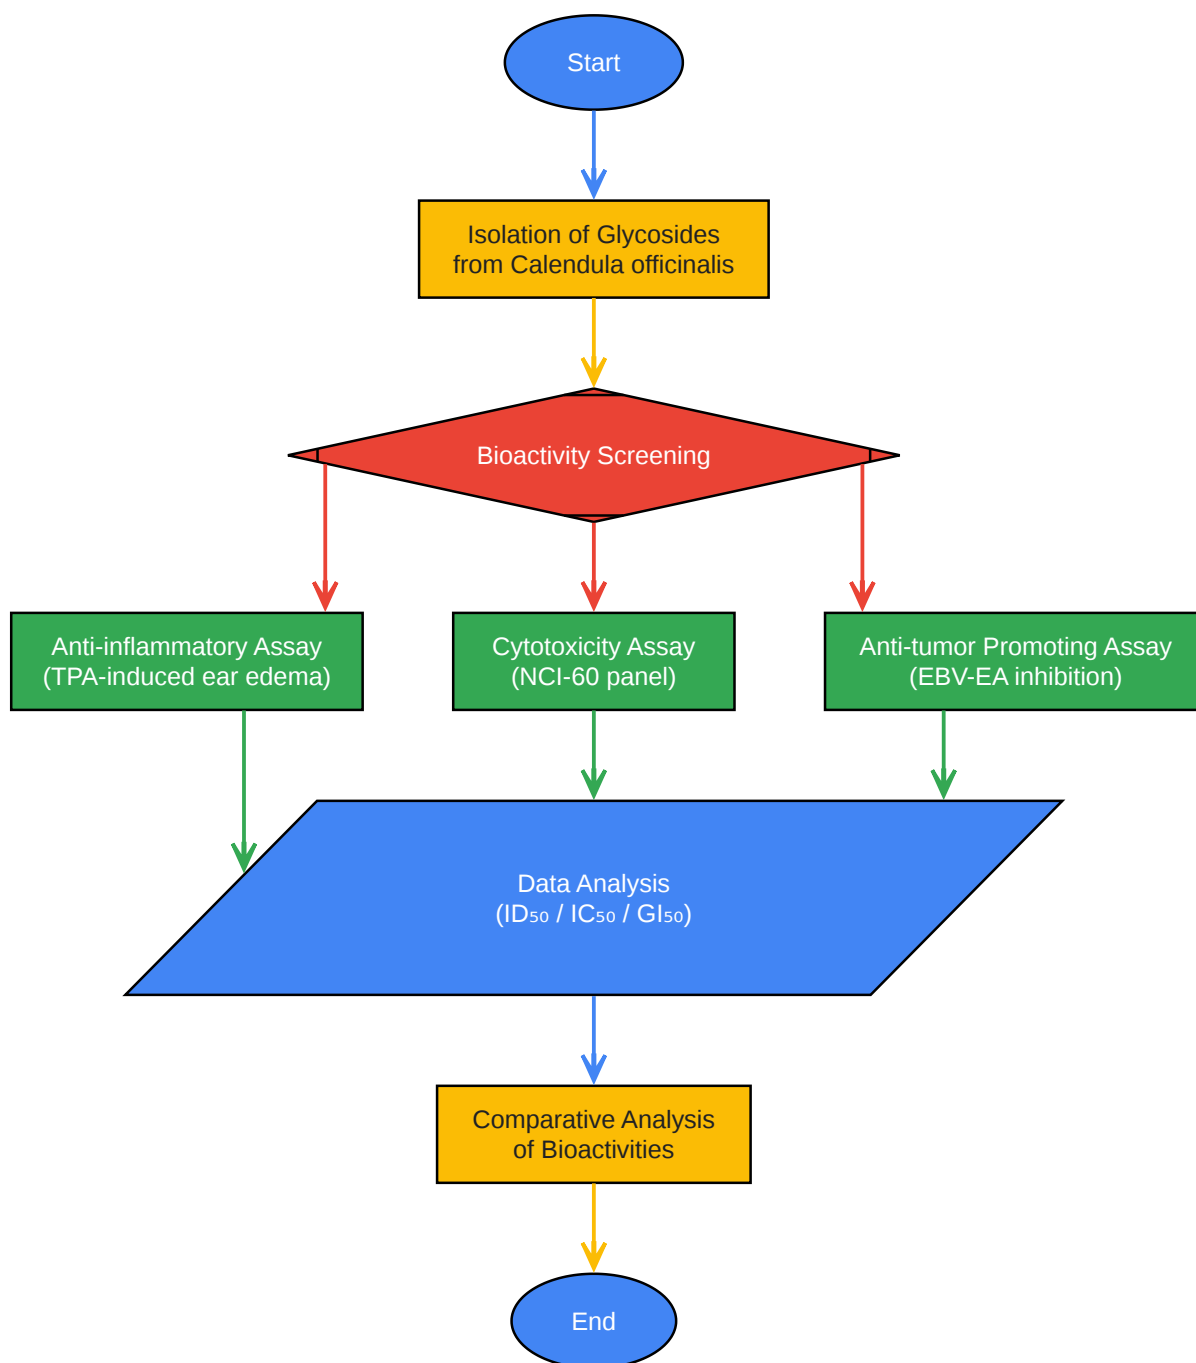 Start
Isolation of Glycosides
from Calendula officinalis
Bioactivity Screening
Anti-inflammatory Assay
(TPA-induced ear edema)
Cytotoxicity Assay
(NCI-60 panel)
Anti-tumor Promoting Assay
(EBV-EA inhibition)
Data Analysis
(ID₅₀ / IC₅₀ / GI₅₀)
Comparative Analysis
of Bioactivities
End